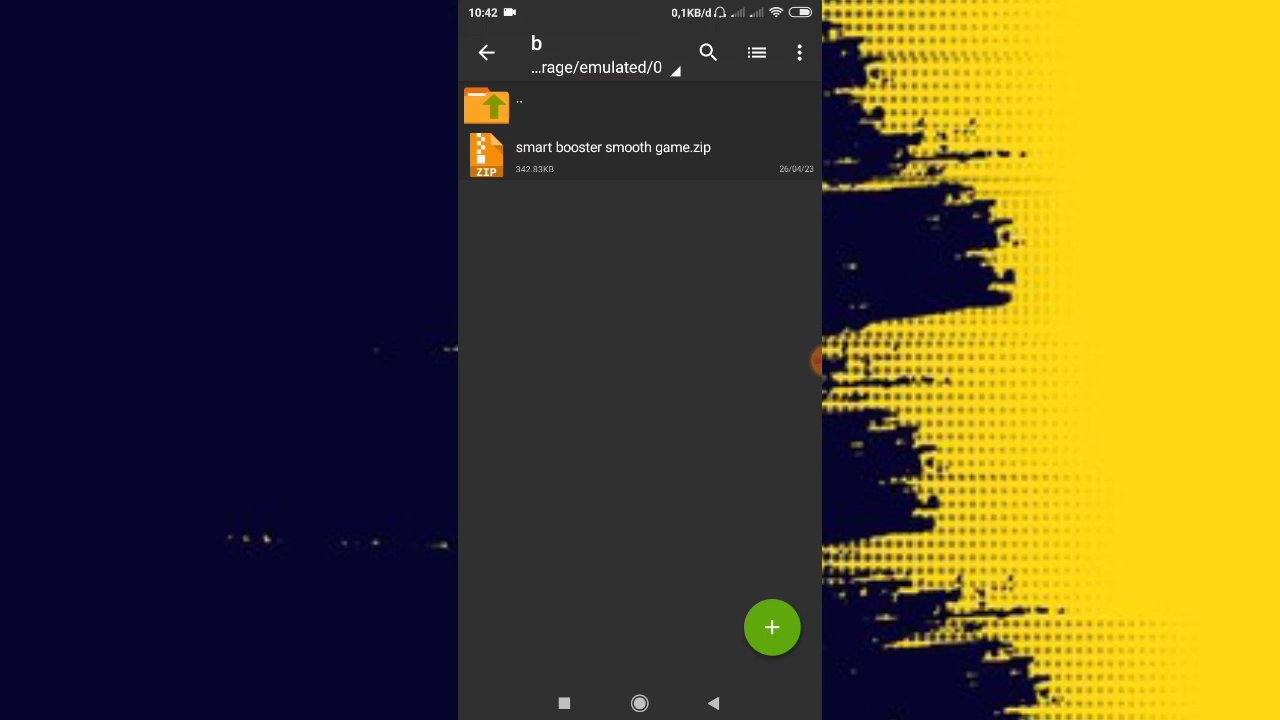 10:42 0,1KB/d
b
...rage/emulated/0
..
smart booster smooth game.zip
ZIP
342.83KB 26/04/23